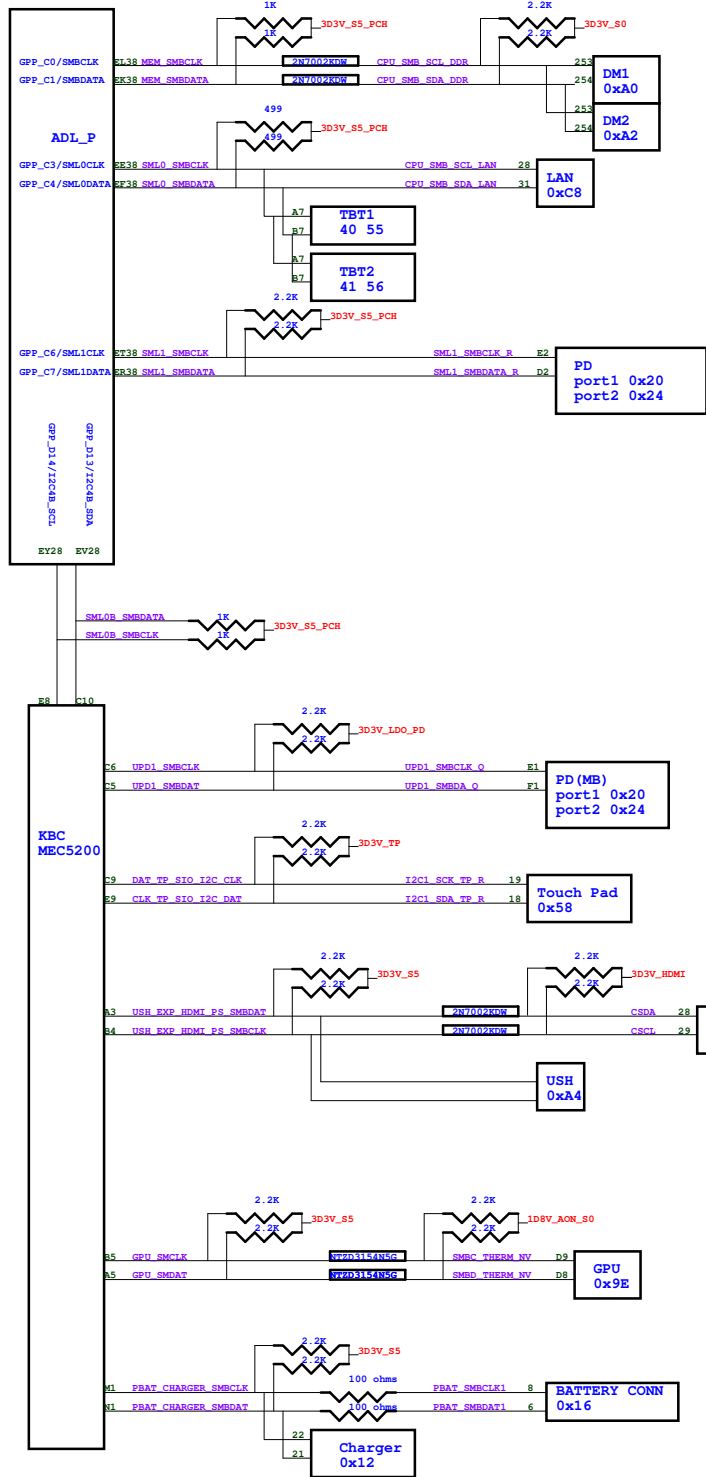 1K
3D3V_S5_PCH
1K
2.2K
3D3V_S0
2.2K
GPP_C0/SMBCLK EL38 MEM_SMBCLK 2N7002KDW CPU_SMB_SCL_DDR 253
GPP_C1/SMBDATA EK38 MEM_SMBDATA 2N7002KDW CPU_SMB_SDA_DDR 254
DM1
0xA0
253
254
DM2
0xA2
ADL_P
499
3D3V_S5_PCH
499
GPP_C3/SML0CLK EE38 SML0_SMBCLK CPU_SMB_SCL_LAN 28
GPP_C4/SML0DATA EF38 SML0_SMBDATA CPU_SMB_SDA_LAN 31
LAN
0xC8
A7
B7
TBT1
40 55
A7
B7
TBT2
41 56
2.2K
3D3V_S5_PCH
2.2K
GPP_C6/SML1CLK ET38 SML1_SMBCLK SML1_SMBCLK_R E2
GPP_C7/SML1DATA ER38 SML1_SMBDATA SML1_SMBDATA_R D2
PD
port1 0x20
port2 0x24
GPP_D14/I2C4B_SCL
GPP_D13/I2C4B_SDA
EY28 EV28
SML0B_SMBDATA 1K
3D3V_S5_PCH
SML0B_SMBCLK 1K
E8 C10
2.2K
3D3V_LDO_PD
2.2K
C6 UPD1_SMBCLK UPD1_SMBCLK_Q E1
C5 UPD1_SMBDAT UPD1_SMBDA_Q F1
PD(MB)
port1 0x20
port2 0x24
KBC
MEC5200
2.2K
3D3V_TP
2.2K
C9 DAT_TP_SIO_I2C_CLK I2C1_SCK_TP_R 19
E9 CLK_TP_SIO_I2C_DAT I2C1_SDA_TP_R 18
Touch Pad
0x58
2.2K
3D3V_S5
2.2K
2.2K
3D3V_HDMI
2.2K
A3 USH_EXP_HDMI_PS_SMBDAT 2N7002KDW CSDA 28
B4 USH_EXP_HDMI_PS_SMBCLK 2N7002KDW CSCL 29
USH
0xA4
2.2K
3D3V_S5
2.2K
2.2K
1D8V_AON_S0
2.2K
B5 GPU_SMCLK NTZD3154N5G SMBC_THERM_NV D9
A5 GPU_SMDAT NTZD3154N5G SMBD_THERM_NV D8
GPU
0x9E
2.2K
3D3V_S5
2.2K
100 ohms
M1 PBAT_CHARGER_SMBCLK PBAT_SMBCLK1 8
100 ohms
N1 PBAT_CHARGER_SMBDAT PBAT_SMBDAT1 6
BATTERY CONN
0x16
22
21
Charger
0x12